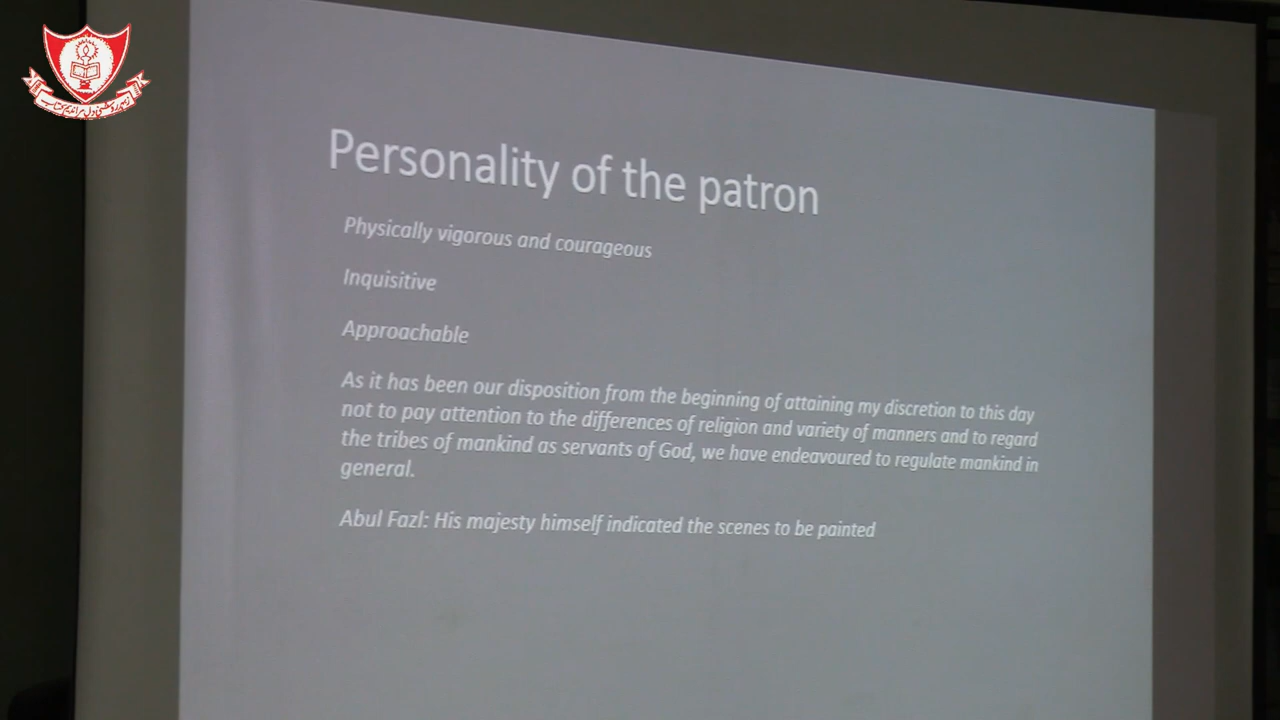 Personality of the patron
Physically vigorous and courageous
Inquisitive
Approachable
As it has been our disposition from the beginning of attaining my discretion to this day
not to pay attention to the differences of religion and variety of manners and to regard
the tribes of mankind as servants of God, we have endeavoured to regulate mankind in
general.
Abul Fazl: His majesty himself indicated the scenes to be painted